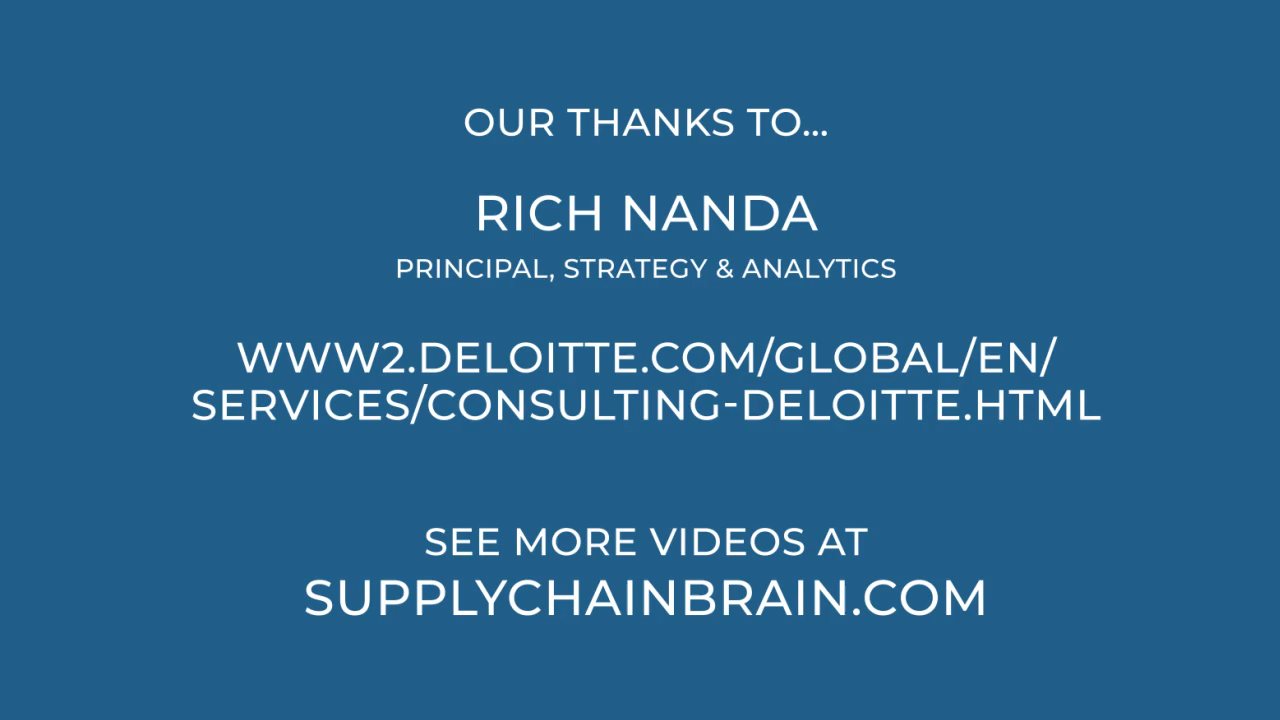 OUR THANKS TO...
RICH NANDA
PRINCIPAL, STRATEGY & ANALYTICS
WWW2.DELOITTE.COM/GLOBAL/EN/
SERVICES/CONSULTING-DELOITTE.HTML
SEE MORE VIDEOS AT
SUPPLYCHAINBRAIN.COM